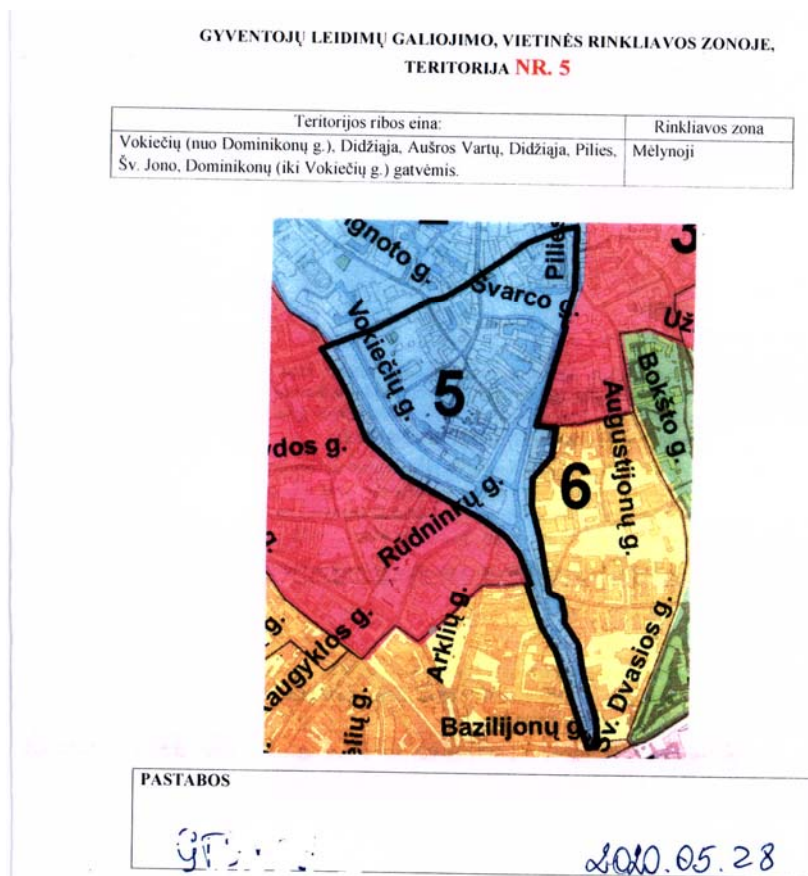 GYVENTOJŲ LEIDIMŲ GALIOJIMO, VIETINĖS RINKLIAVOS ZONOJE,
TERITORIJA NR. 5
Teritorijos ribos eina:
Rinkliavos zona
Vokiečių (nuo Dominikonų g.), Didžiąja, Aušros Vartų, Didžiąja, Pilies,
Šv. Jono, Dominikonų (iki Vokiečių g.) gatvėmis.
Mėlynoji
ignoto g.
Pilies
Švarco g.
Už
Vokiečių g.
Bokšto g.
5
Augustijonų g.
dos g.
6
Rūdninkų g.
Arklių g.
augyklos g.
Šv. Dvasios g.
Bazilijonų g.
ėlių g.
PASTABOS
2020.05.28